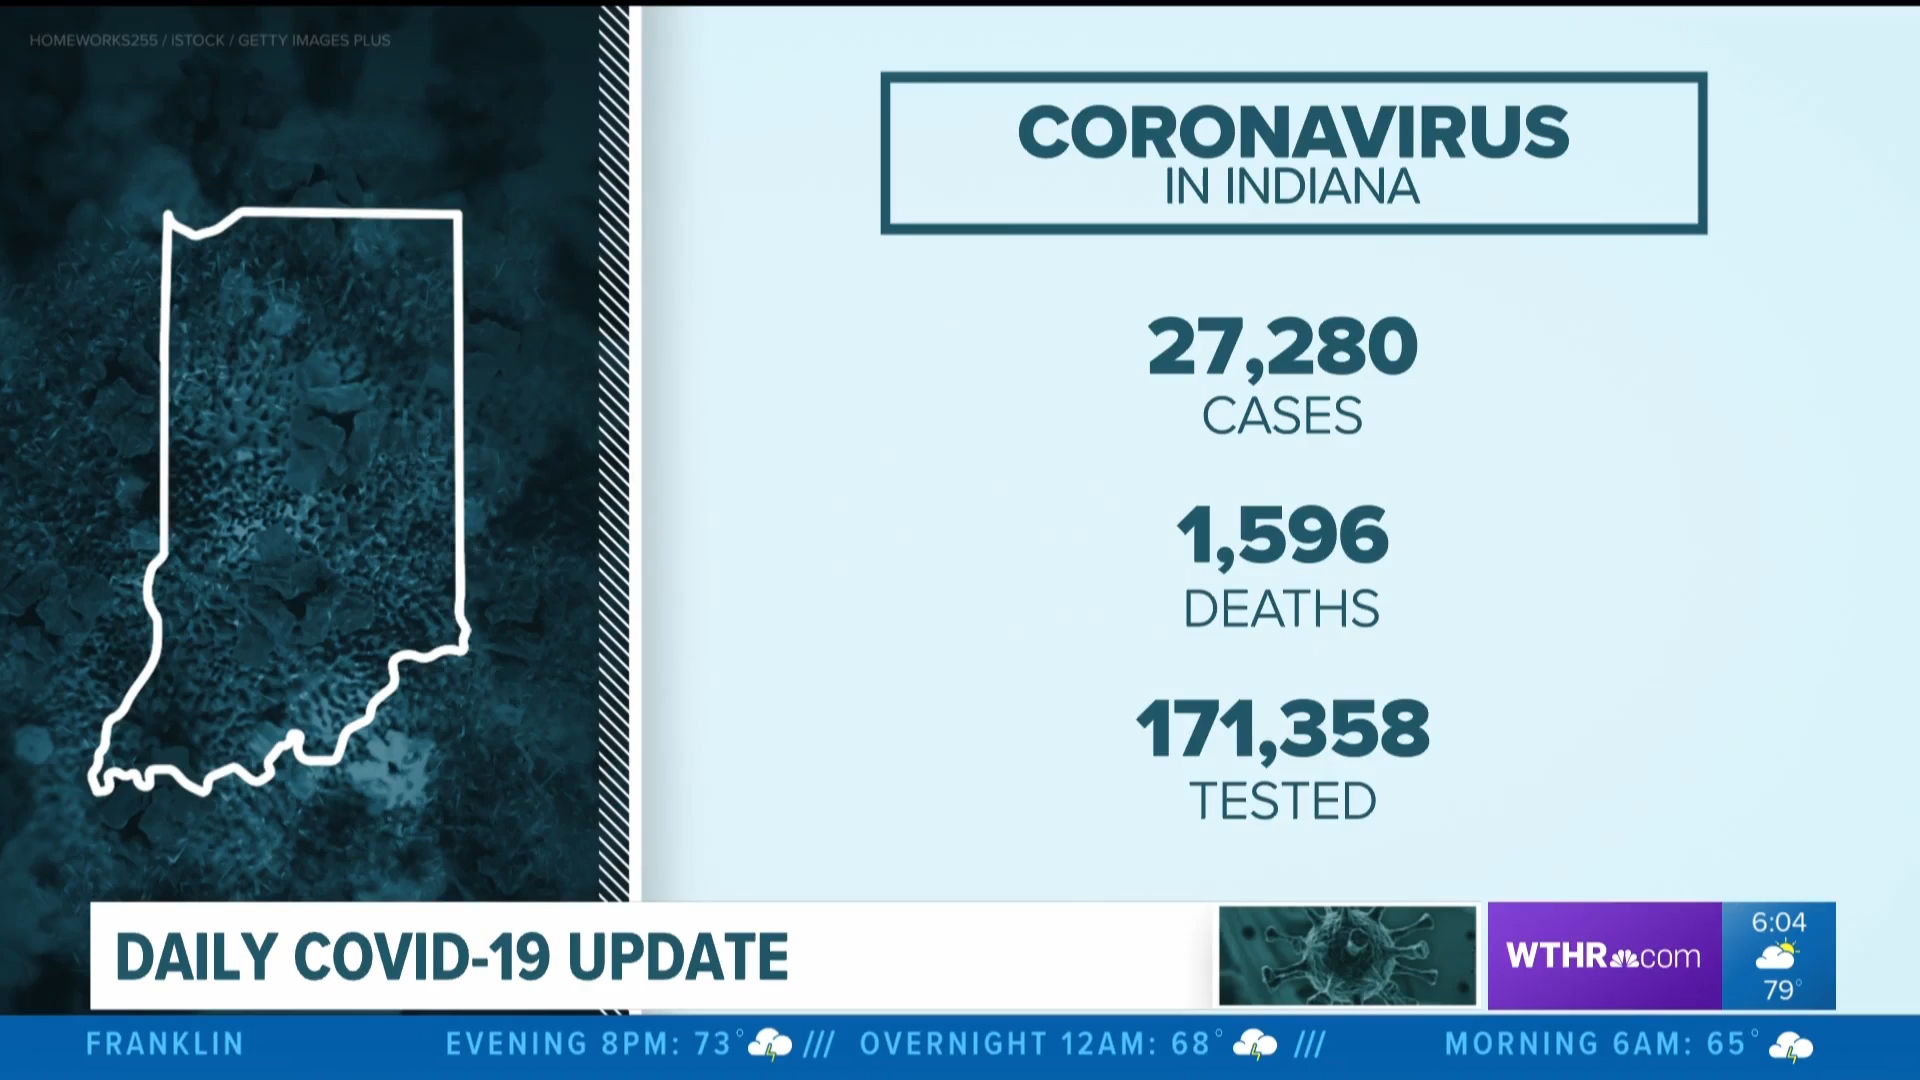 HOMEWORKS255 / iSTOCK / GETTY IMAGES PLUS
CORONAVIRUS
IN INDIANA
27,280
CASES
1,596
DEATHS
171,358
TESTED
DAILY COVID-19 UPDATE
WTHR.com
6:04
79°
FRANKLIN EVENING 8PM: 73° /// OVERNIGHT 12AM: 68° /// MORNING 6AM: 65°